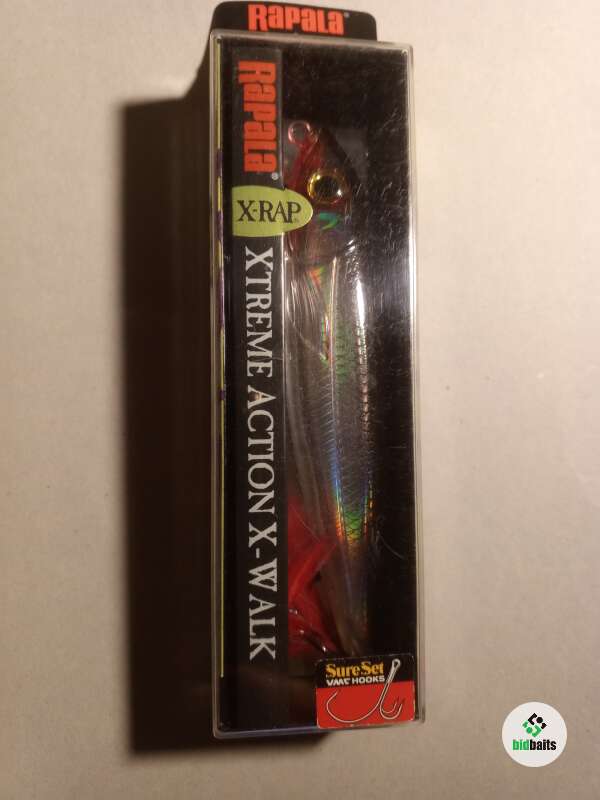 RAPALA®
RAPALA®
X-RAP®
XTREME ACTION X-WALK
SureSet
VMC HOOKS
bidbaits